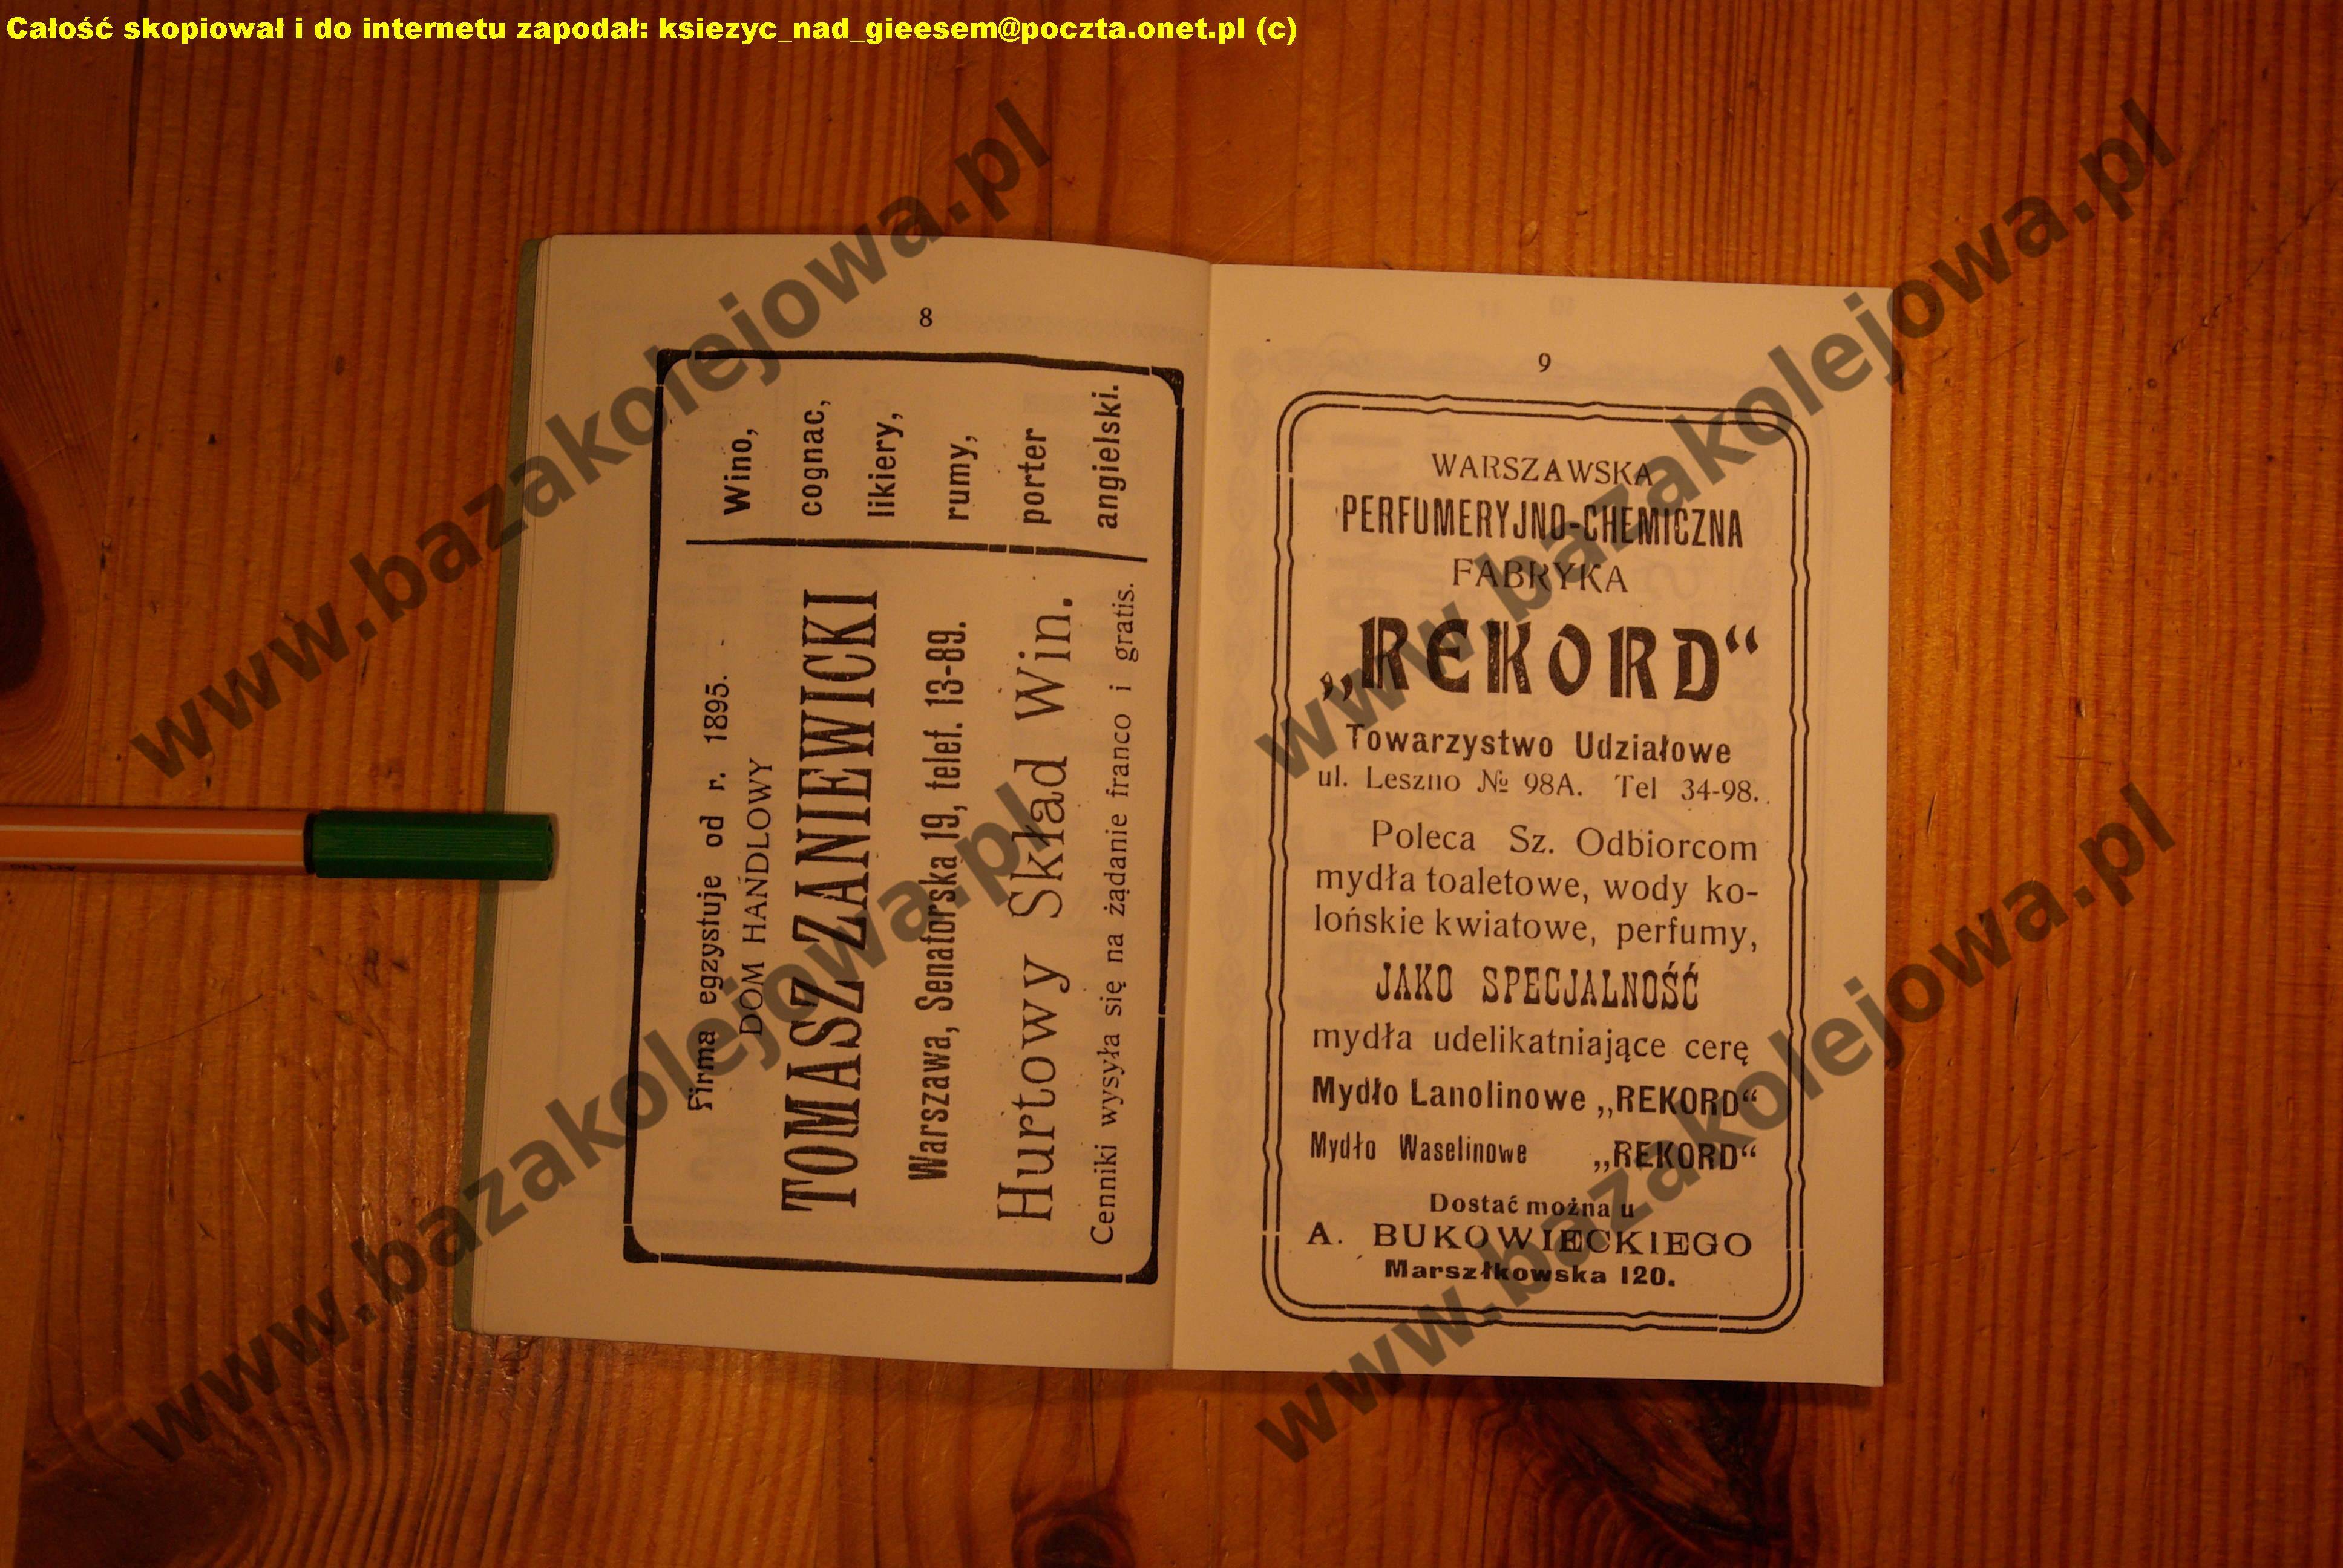 Całość skopiował i do internetu zapodał: ksiezyc_nad_gieesem@poczta.onet.pl (c)
8
Firma egzystuje od r. 1895.
DOM HANDLOWY
TOMASZ ZANIEWICKI
Warszawa, Senatorska 19, telef. 13-89.
Hurtowy Skład Win.
Cenniki wysyła się na żądanie franco i gratis.
Wino,
cognac,
likiery,
rumy,
porter
angielski.
9
WARSZAWSKA
PERFUMERYJNO-CHEMICZNA
FABRYKA
„REKORD“
Towarzystwo Udziałowe
ul. Leszno № 98A. Tel 34-98.
Poleca Sz. Odbiorcom
mydła toaletowe, wody ko-
lońskie kwiatowe, perfumy,
JAKO SPECJALNOŚĆ
mydła udelikatniające cerę
Mydło Lanolinowe „REKORD“
Mydło Waselinowe „REKORD“
Dostać można u
A. BUKOWIECKIEGO
Marszłkowska 120.
www.bazakolejowa.pl
www.bazakolejowa.pl
www.bazakolejowa.pl
www.bazakolejowa.pl